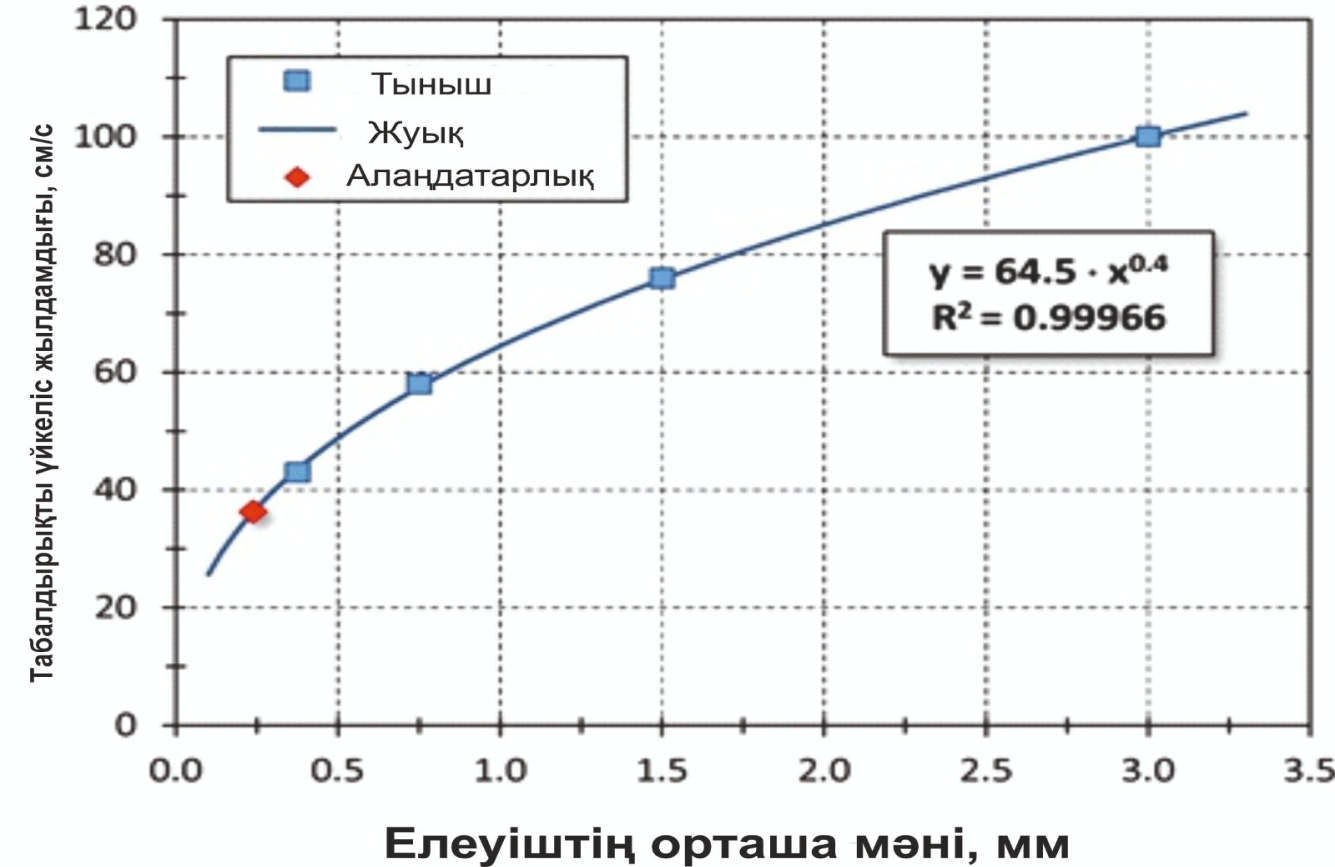 120
100
80
60
40
20
0
Табалдырықты үйкеліс жылдамдығы, см/с
Тыныш
Жуық
Алаңдатарлық
y = 64.5 · x^0.4
R² = 0.99966
0.0 0.5 1.0 1.5 2.0 2.5 3.0 3.5
Елеуіштің орташа мәні, мм